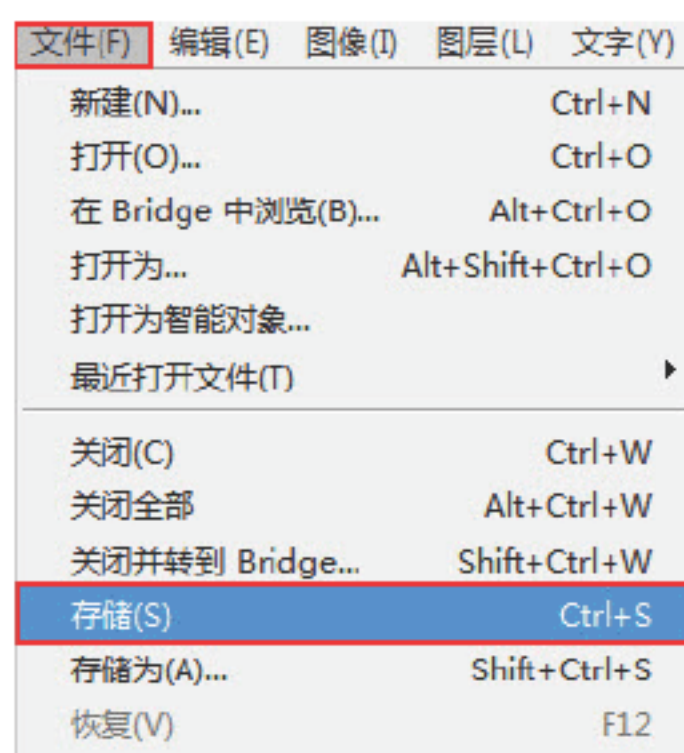 文件(F) 编辑(E) 图像(I) 图层(L) 文字(Y)
新建(N)... Ctrl+N
打开(O)... Ctrl+O
在 Bridge 中浏览(B)... Alt+Ctrl+O
打开为... Alt+Shift+Ctrl+O
打开为智能对象...
最近打开文件(T)
关闭(C) Ctrl+W
关闭全部 Alt+Ctrl+W
关闭并转到 Bridge... Shift+Ctrl+W
存储(S) Ctrl+S
存储为(A)... Shift+Ctrl+S
恢复(V) F12